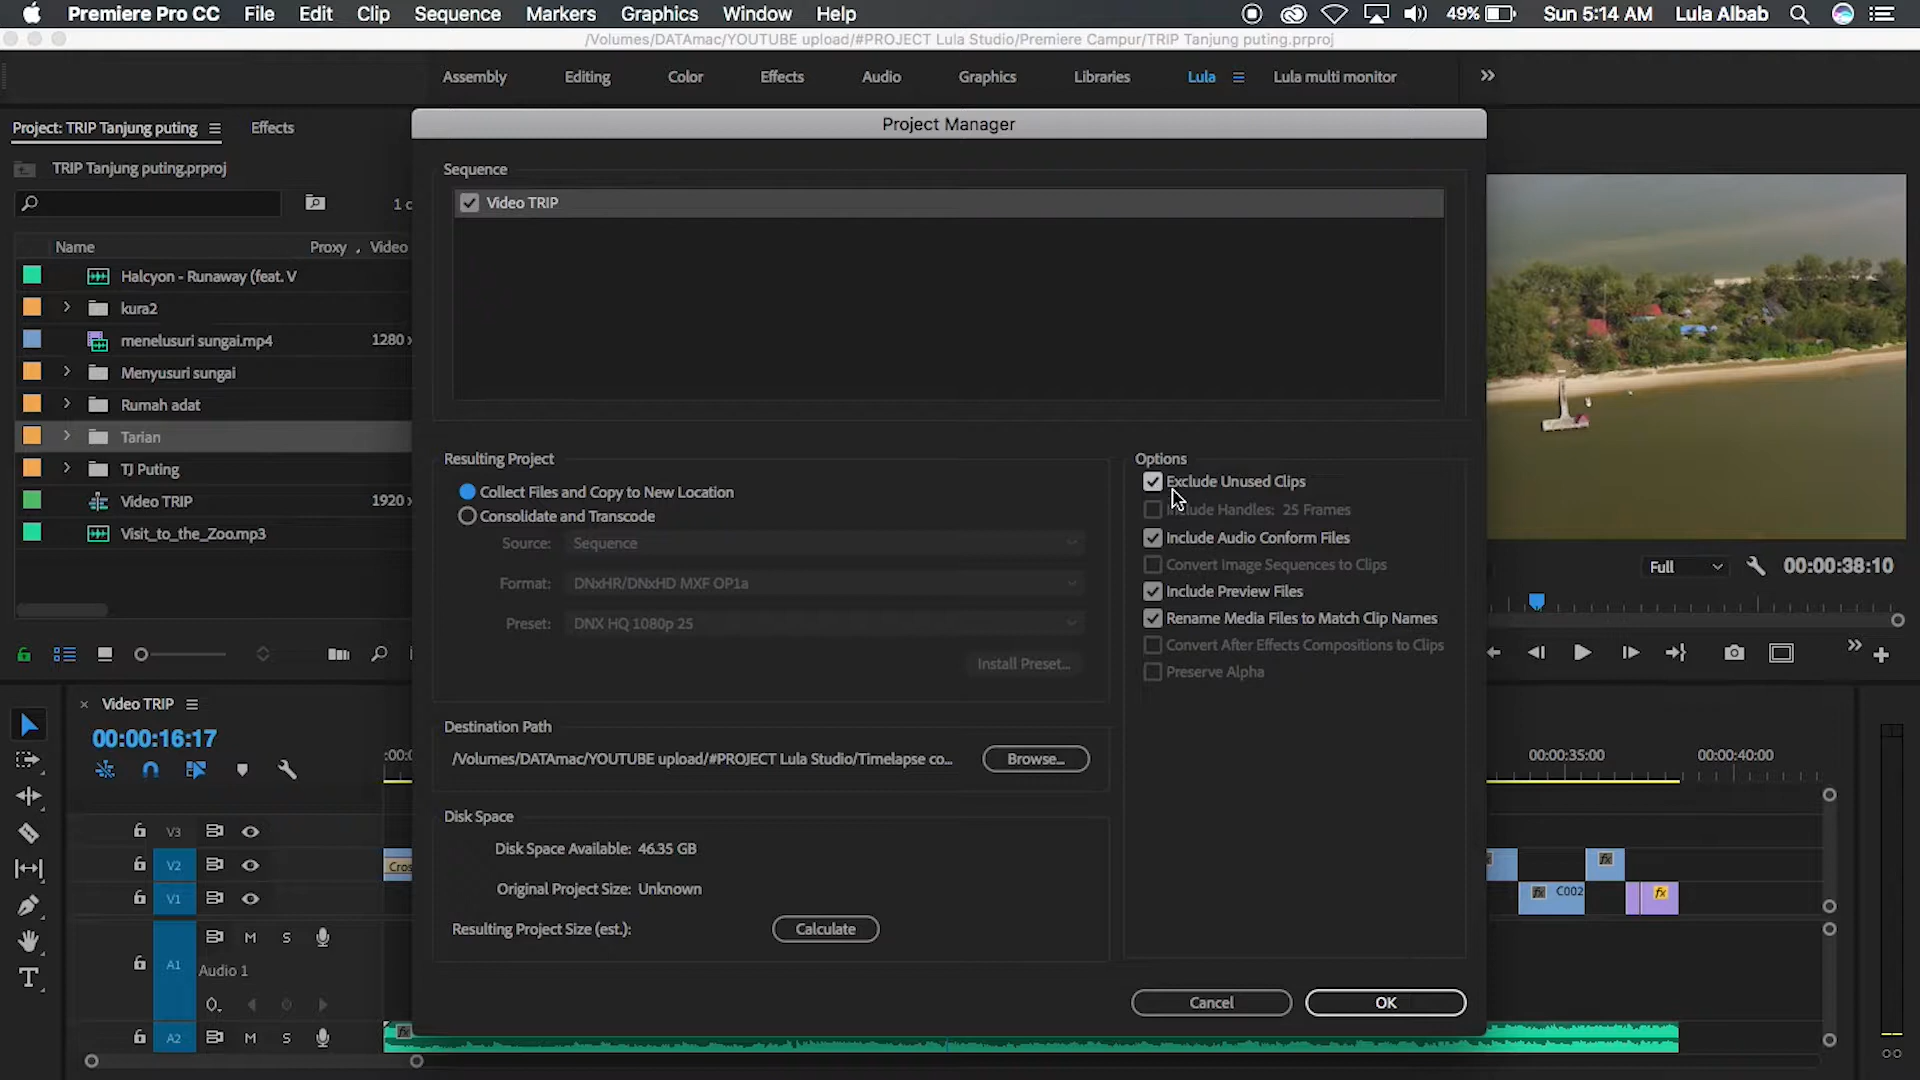 Premiere Pro CC File Edit Clip Sequence Markers Graphics Window Help 49% Sun 5:14 AM Lula Albab
/Volumes/DATAmac/YOUTUBE upload/#PROJECT Lula Studio/Premiere Campur/TRIP Tanjung puting.prproj
Assembly Editing Color Effects Audio Graphics Libraries Lula Lula multi monitor
Project: TRIP Tanjung puting Effects
TRIP Tanjung puting.prproj
Name Proxy Video
Halcyon - Runaway (feat. V
kura2
menelusuri sungai.mp4 1280
Menyusuri sungai
Rumah adat
Tarian
TJ Puting
Video TRIP 1920
Visit_to_the_Zoo.mp3
Project Manager
Sequence
Video TRIP
Resulting Project
Collect Files and Copy to New Location
Consolidate and Transcode
Source: Sequence
Format: DNxHR/DNxHD MXF OP1a
Preset: DNX HQ 1080p 25
Install Preset...
Options
Exclude Unused Clips
Include Handles: 25 Frames
Include Audio Conform Files
Convert Image Sequences to Clips
Include Preview Files
Rename Media Files to Match Clip Names
Convert After Effects Compositions to Clips
Preserve Alpha
Destination Path
/Volumes/DATAmac/YOUTUBE upload/#PROJECT Lula Studio/Timelapse co... Browse...
Disk Space
Disk Space Available: 46.35 GB
Original Project Size: Unknown
Resulting Project Size (est.): Calculate
Cancel OK
Full 00:00:38:10
Video TRIP
00:00:16:17
:00:0
00:00:35:00 00:00:40:00
V3
V2 Cros
V1 C002
M S
A1 Audio 1
A2 M S